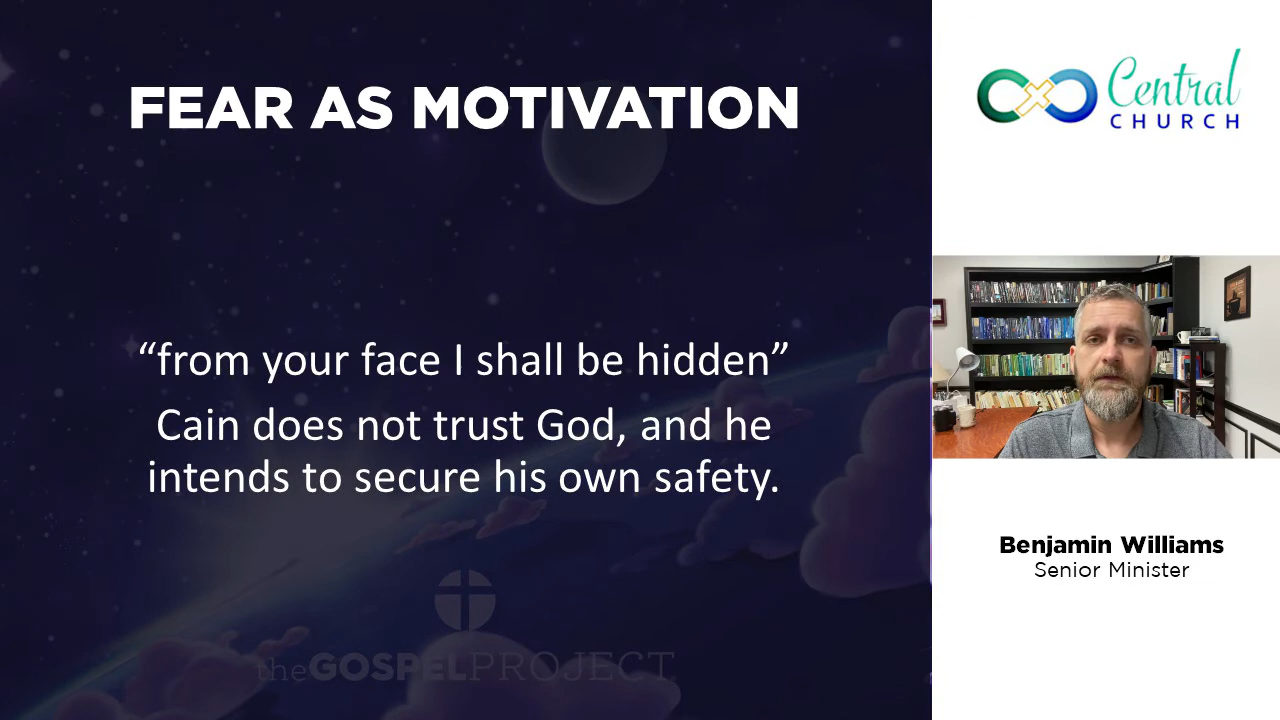 FEAR AS MOTIVATION
“from your face I shall be hidden”
Cain does not trust God, and he
intends to secure his own safety.
theGOSPELPROJECT
Central
CHURCH
Benjamin Williams
Senior Minister